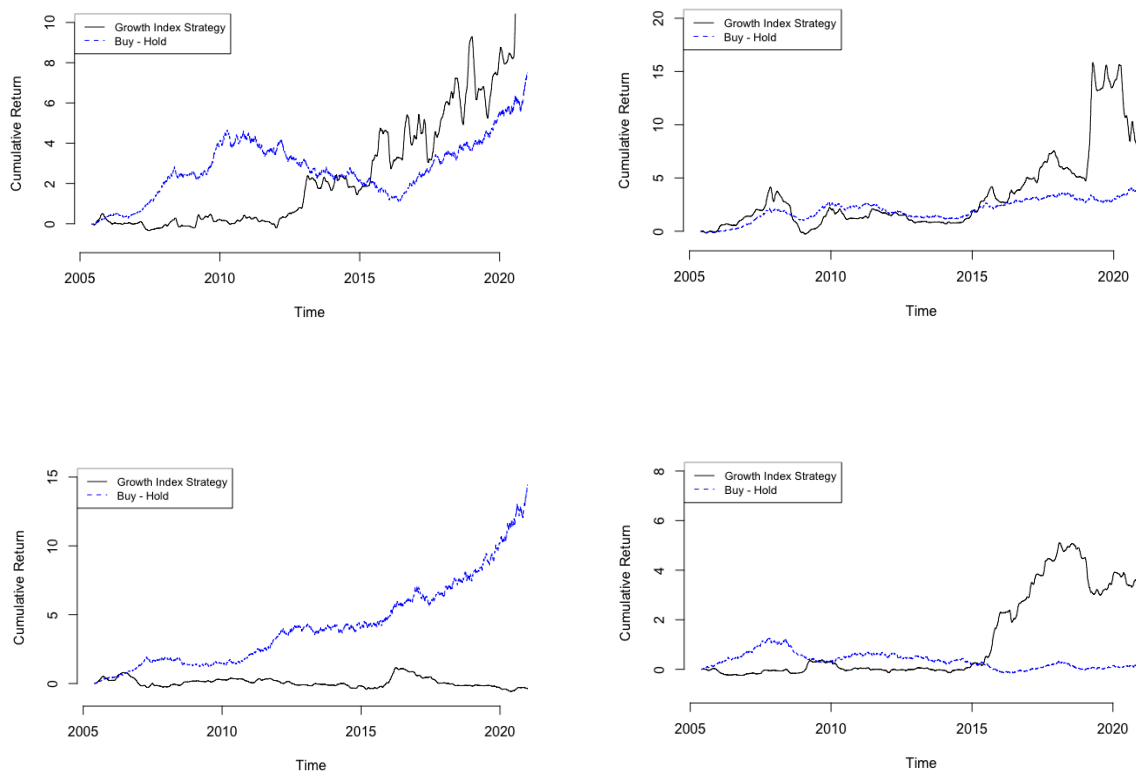 Growth Index Strategy
Buy - Hold
Cumulative Return
10
8
6
4
2
0
2005 2010 2015 2020
Time
Growth Index Strategy
Buy - Hold
Cumulative Return
20
15
10
5
0
2005 2010 2015 2020
Time
Growth Index Strategy
Buy - Hold
Cumulative Return
15
10
5
0
2005 2010 2015 2020
Time
Growth Index Strategy
Buy - Hold
Cumulative Return
8
6
4
2
0
2005 2010 2015 2020
Time